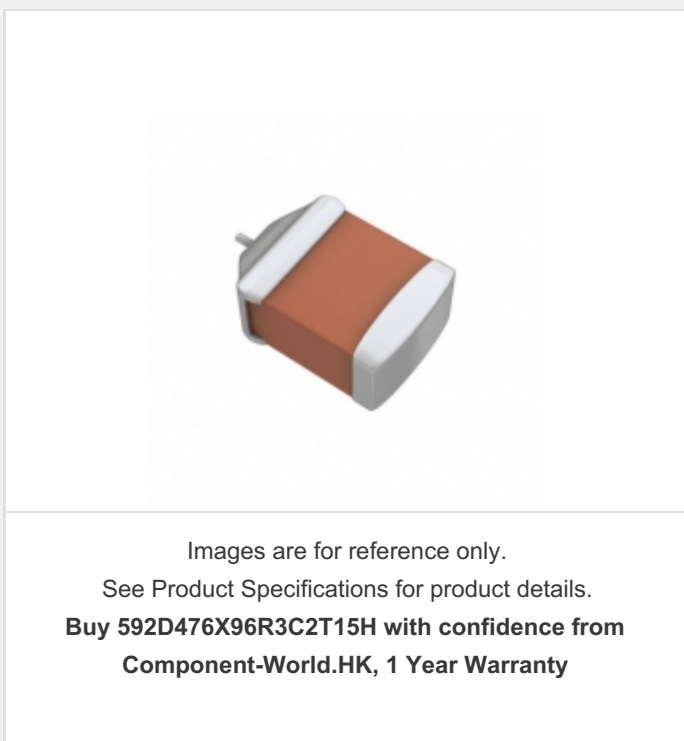 Images are for reference only.
See Product Specifications for product details.
Buy 592D476X96R3C2T15H with confidence from
Component-World.HK, 1 Year Warranty